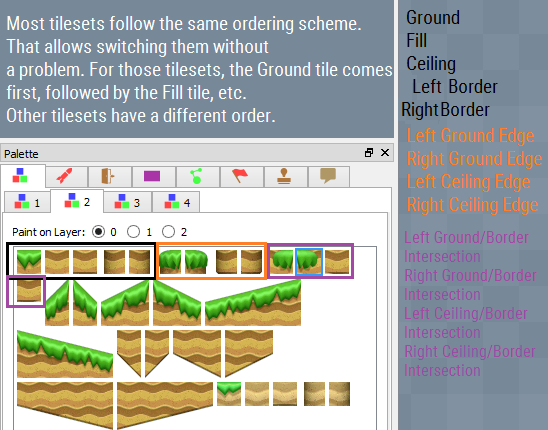 Most tilesets follow the same ordering scheme.
That allows switching them without
a problem. For those tilesets, the Ground tile comes
first, followed by the Fill tile, etc.
Other tilesets have a different order.
Palette
1
2
3
4
Paint on Layer: 0 1 2
Ground
Fill
Ceiling
Left Border
RightBorder
Left Ground Edge
Right Ground Edge
Left Ceiling Edge
Right Ceiling Edge
Left Ground/Border
Intersection
Right Ground/Border
Intersection
Left Ceiling/Border
Intersection
Right Ceiling/Border
Intersection